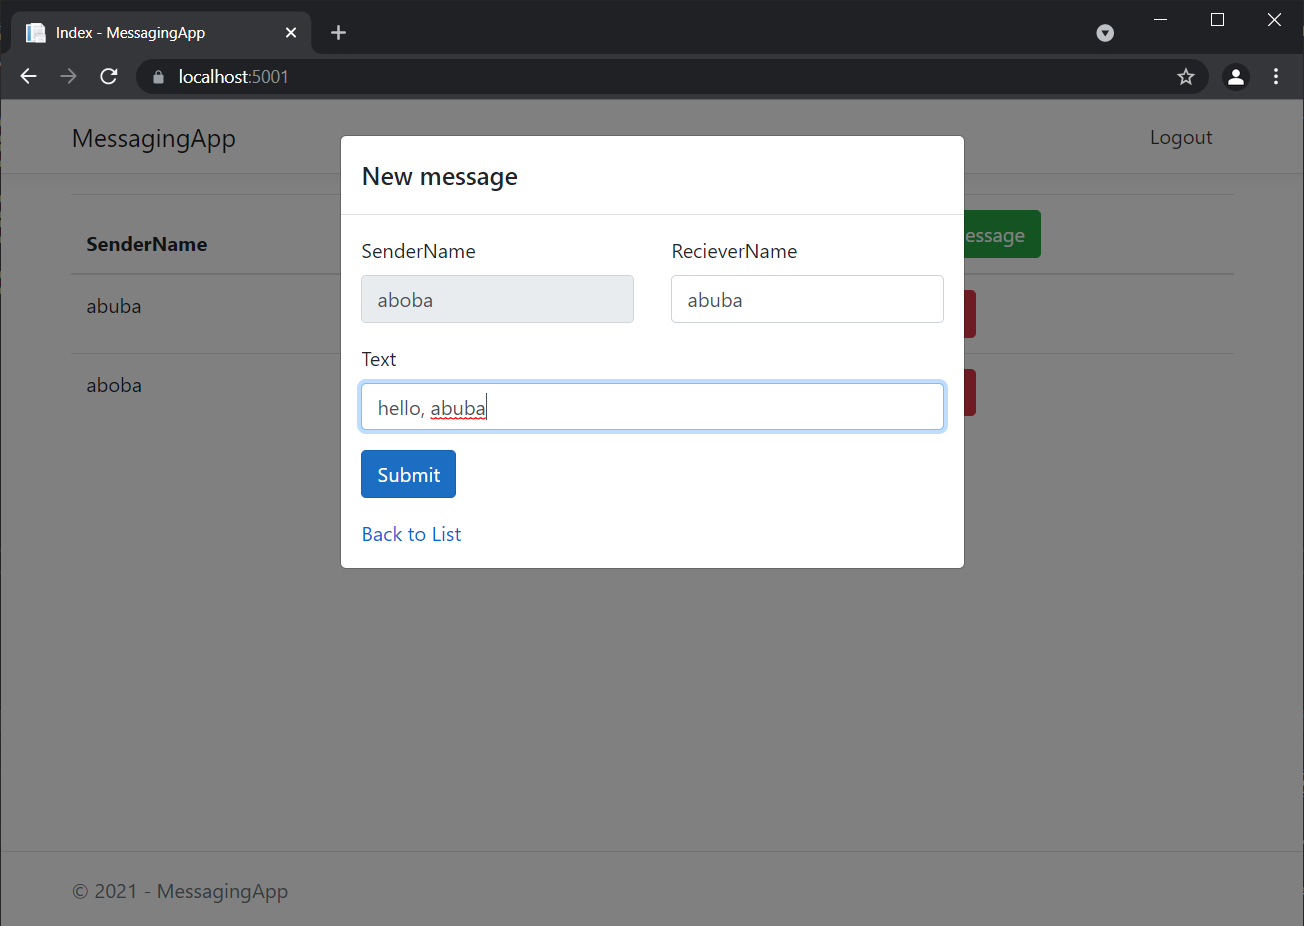 Index - MessagingApp
localhost:5001
MessagingApp
Logout
New message
SenderName
essage
SenderName
RecieverName
aboba
abuba
abuba
Text
aboba
hello, abuba
Submit
Back to List
© 2021 - MessagingApp